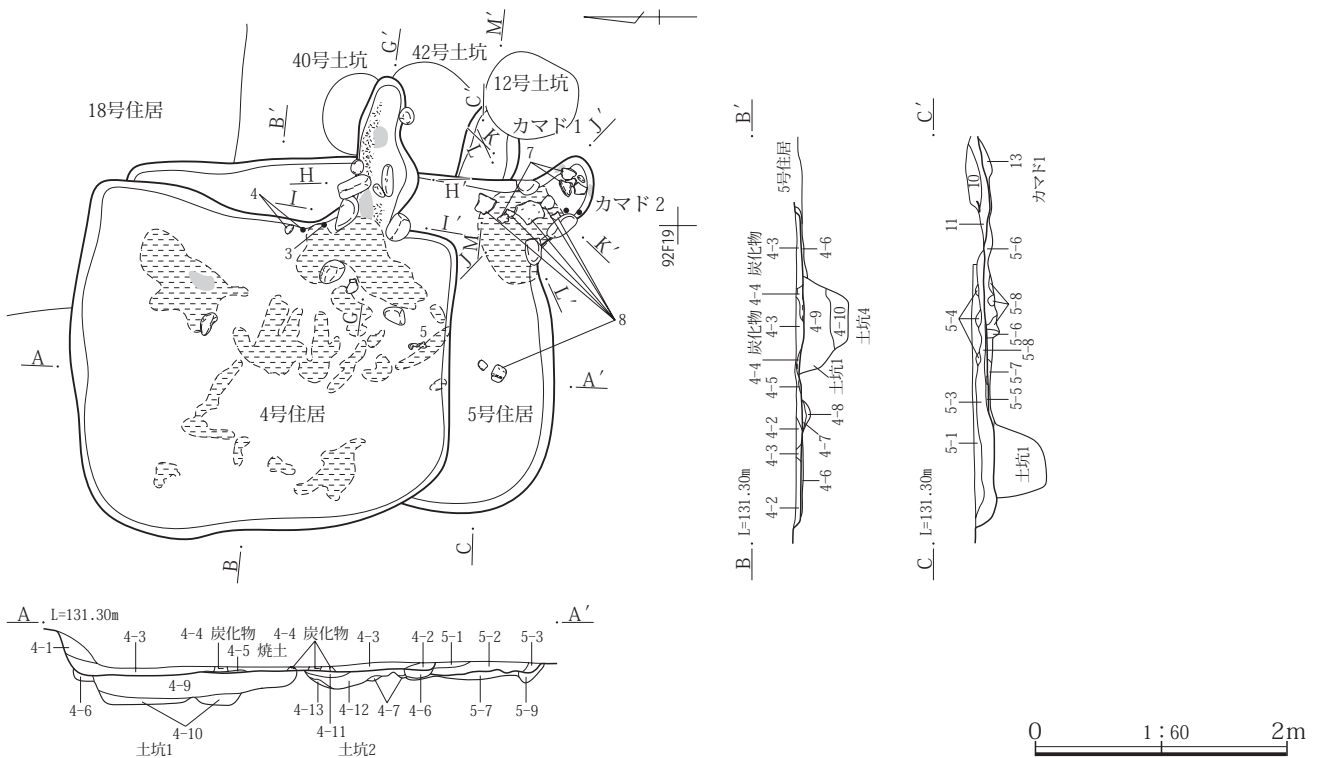 18号住居
40号土坑
42号土坑
12号土坑
G′
M′
B′
C′
カマド1
J′
K
L
7
H
H′
4
I
I′
カマド2
92F19
3
M
J
K′
L′
G
5
8
A
A′
4号住居
5号住居
B
C
A L=131.30m A′
4-1
4-3
4-4 炭化物
4-5 焼土
4-4 炭化物
4-3
4-2
5-1
5-2
5-3
4-9
4-6
4-10
土坑1
4-13
4-11
4-12
土坑2
4-7
4-6
5-7
5-9
B′
5号住居
炭化物
4-3
4-6
炭化物 4-4
4-3
4-9
4-10
土坑4
4-4
土坑1
4-5
4-8
4-2
4-7
4-3
4-6
4-2
B L=131.30m
C′
10
13
カマド1
11
5-6
5-8
5-4
5-6
5-8
5-7
5-5
5-3
5-1
土坑1
C L=131.30m
0 1:60 2m